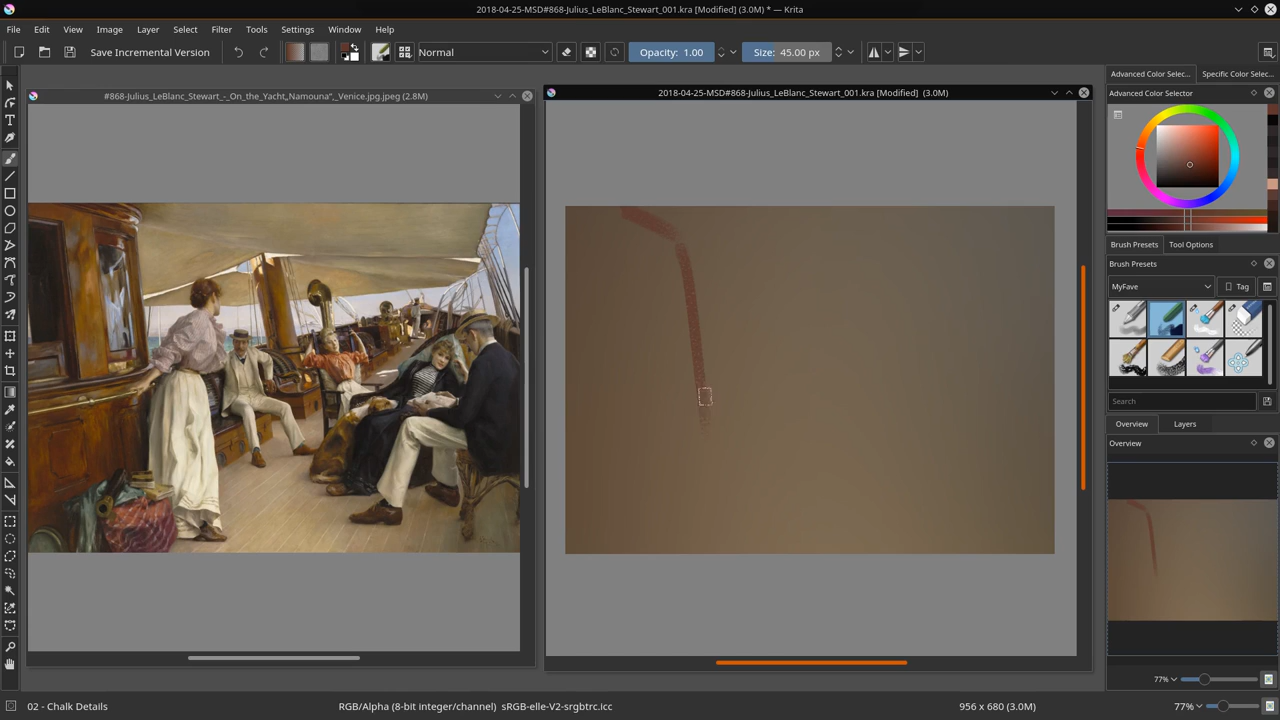 2018-04-25-MSD#868-Julius_LeBlanc_Stewart_001.kra [Modified] (3.0M) * — Krita
File Edit View Image Layer Select Filter Tools Settings Window Help
Save Incremental Version Normal Opacity: 1.00 Size: 45.00 px
Advanced Color Selec... Specific Color Selec...
#868-Julius_LeBlanc_Stewart_-_On_the_Yacht_„Namouna“,_Venice.jpg.jpeg (2.8M)
2018-04-25-MSD#868-Julius_LeBlanc_Stewart_001.kra [Modified] (3.0M)
Advanced Color Selector
Brush Presets Tool Options
Brush Presets
MyFave Tag
Search
Overview Layers
Overview
77%
02 - Chalk Details RGB/Alpha (8-bit integer/channel) sRGB-elle-V2-srgbtrc.icc 956 x 680 (3.0M) 77%